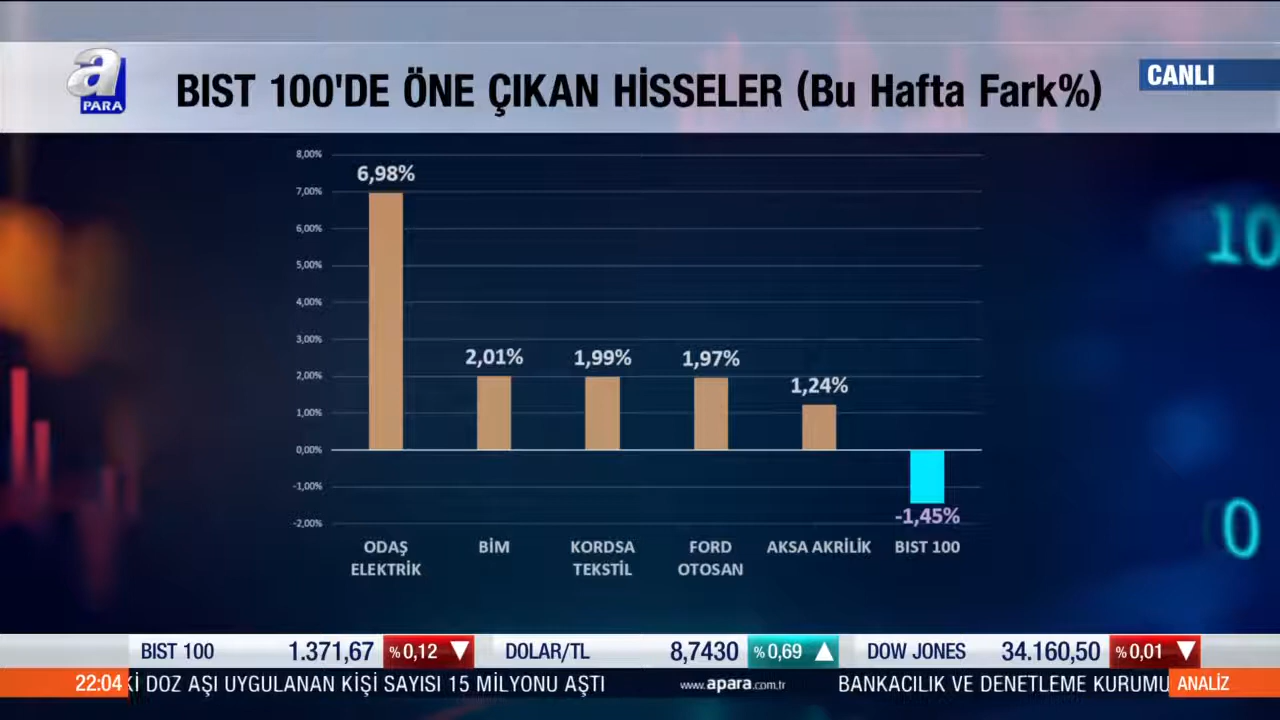 a
PARA
BIST 100'DE ÖNE ÇIKAN HİSSELER (Bu Hafta Fark%)
CANLI
8,00%
7,00%
6,00%
5,00%
4,00%
3,00%
2,00%
1,00%
0,00%
-1,00%
-2,00%
6,98%
2,01%
1,99%
1,97%
1,24%
-1,45%
ODAŞ
ELEKTRİK
BİM
KORDSA
TEKSTİL
FORD
OTOSAN
AKSA AKRİLİK
BIST 100
10
0
BIST 100 1.371,67 %0,12
DOLAR/TL 8,7430 %0,69
DOW JONES 34.160,50 %0,01
22:04 Kİ DOZ AŞI UYGULANAN KİŞİ SAYISI 15 MİLYONU AŞTI www.apara.com.tr BANKACILIK VE DENETLEME KURUMU ANALİZ